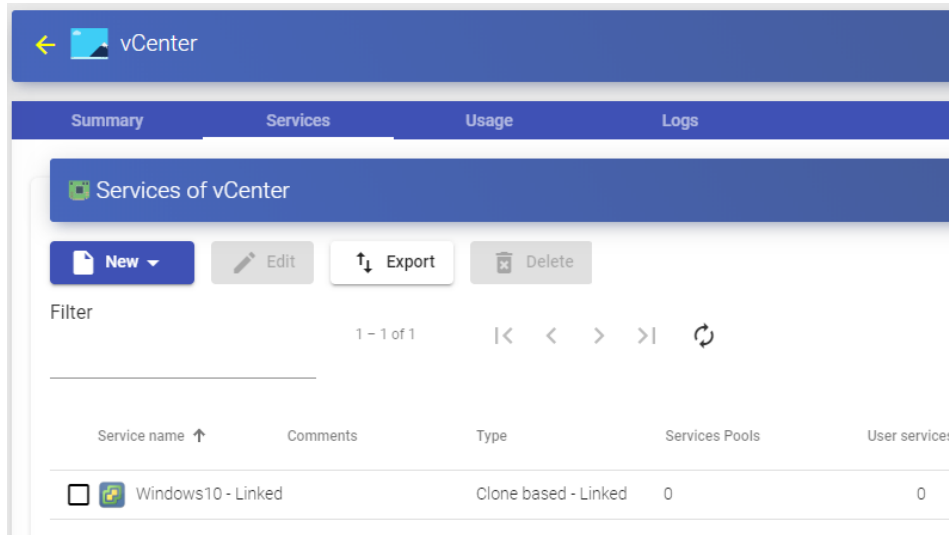 vCenter
Summary Services Usage Logs
Services of vCenter
New Edit Export Delete
Filter
1 – 1 of 1
Service name Comments Type Services Pools User services
Windows10 - Linked Clone based - Linked 0 0